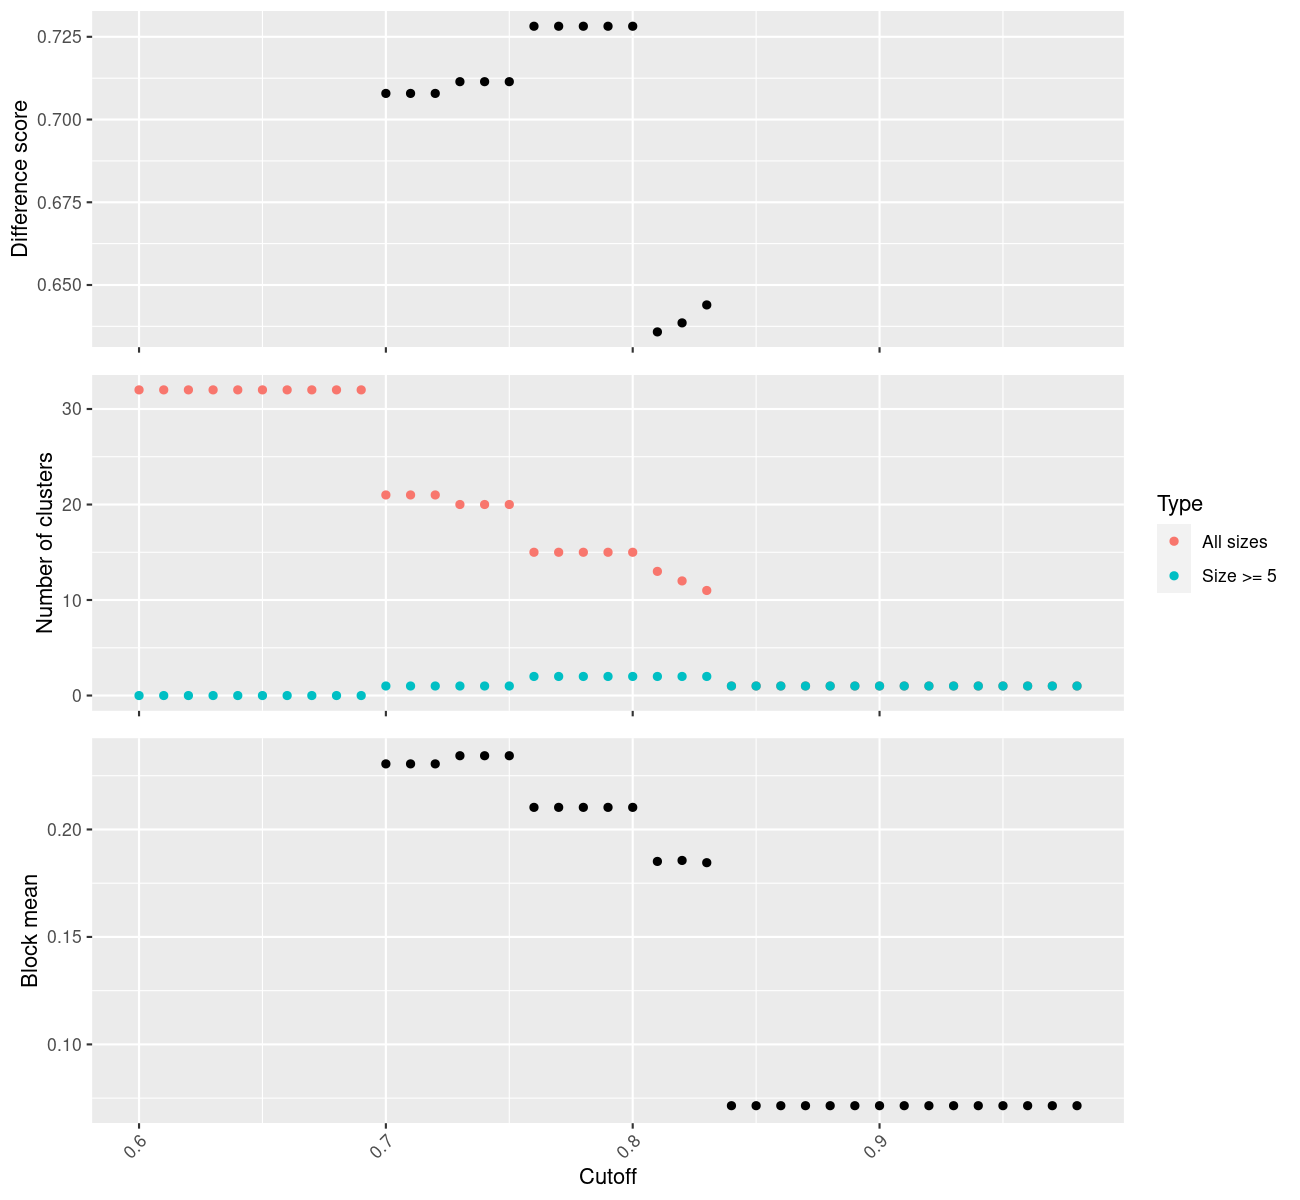 Difference score
0.725
0.700
0.675
0.650
Number of clusters
30
20
10
0
Type
All sizes
Size >= 5
Block mean
0.20
0.15
0.10
0.6
0.7
0.8
0.9
Cutoff